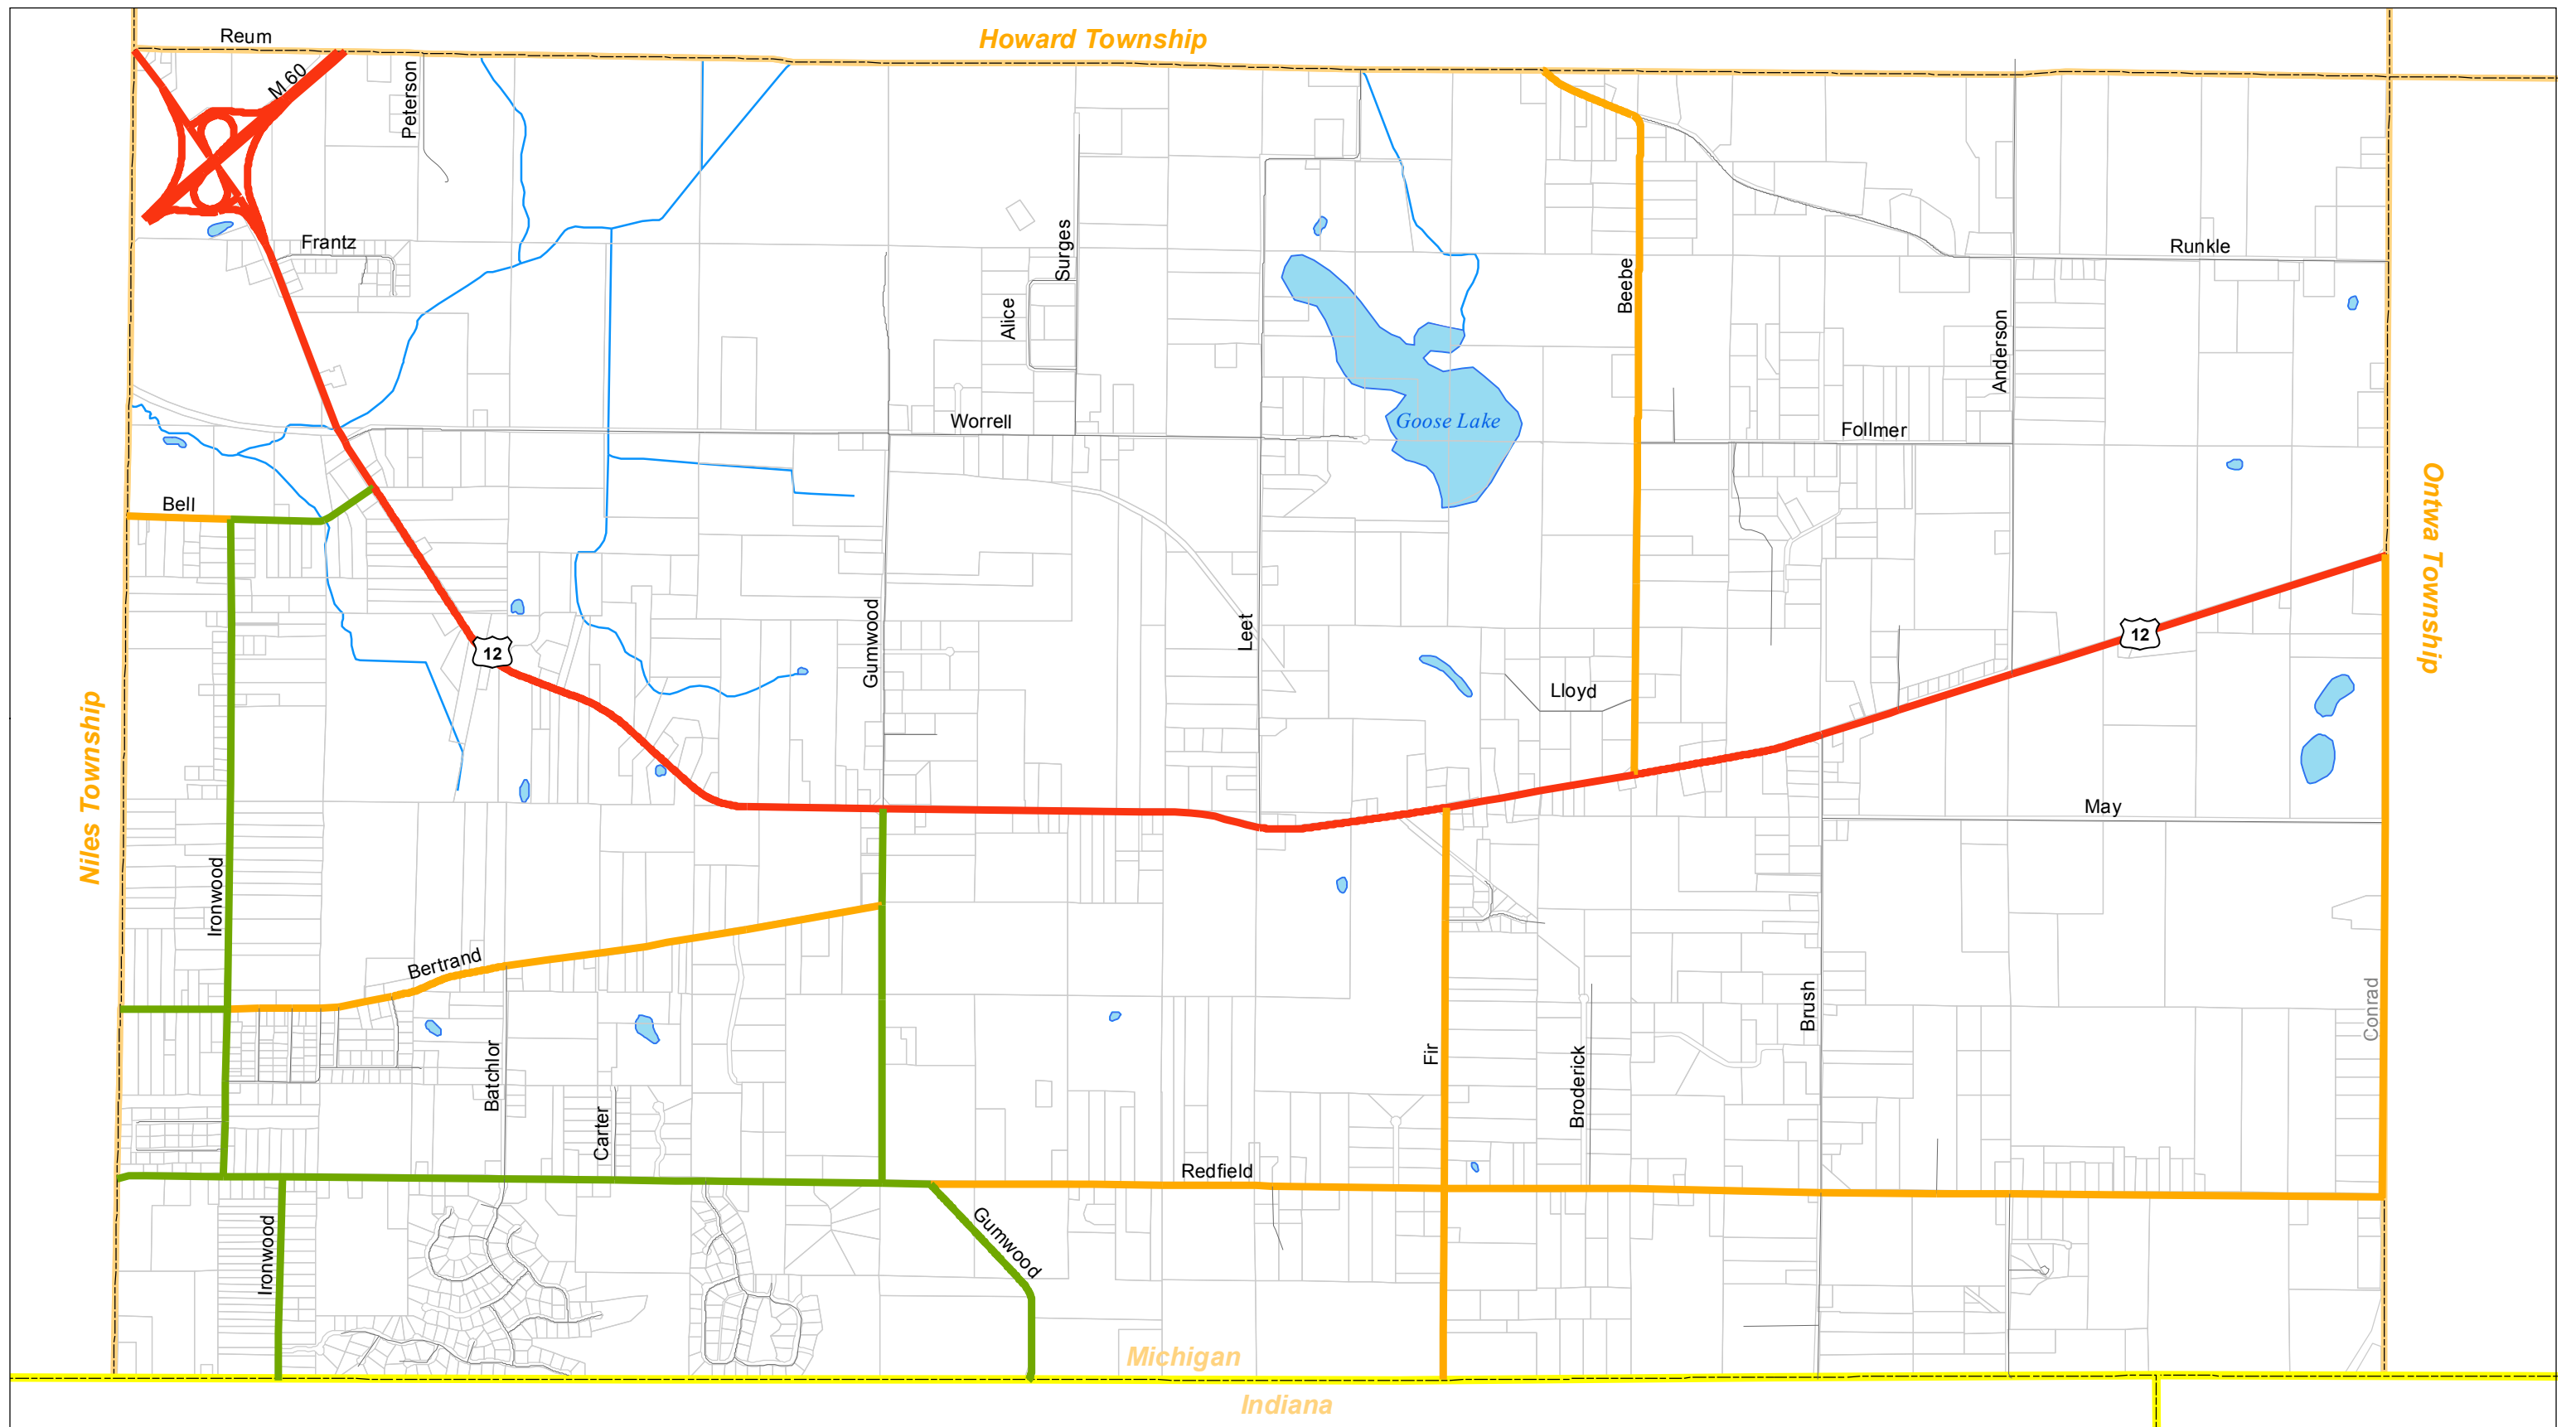 Reum
Howard Township
M 60
Peterson
Frantz
Surges
Runkle
Beebe
Alice
Anderson
Worrell
Goose Lake
Follmer
Bell
Ontwa Township
Gumwood
Leet
12
12
Lloyd
Niles Township
May
Ironwood
Bertrand
Conrad
Brush
Fir
Batchlor
Broderick
Carter
Redfield
Ironwood
Gumwood
Michigan
Indiana